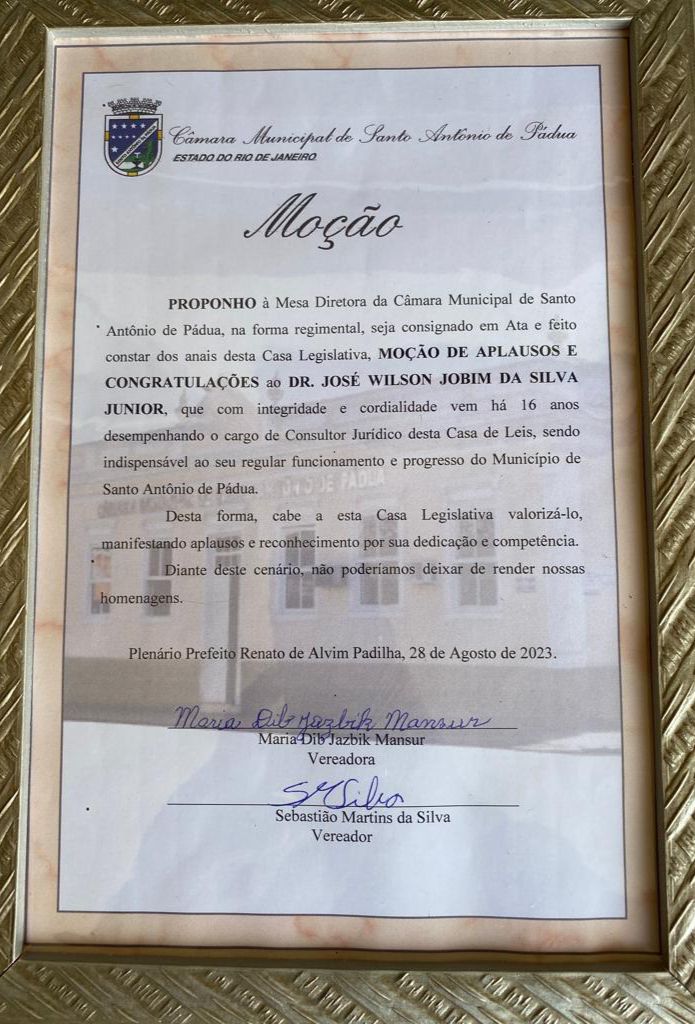 Câmara Municipal de Santo Antônio de Pádua
ESTADO DO RIO DE JANEIRO
Moção
PROPONHO à Mesa Diretora da Câmara Municipal de Santo
Antônio de Pádua, na forma regimental, seja consignado em Ata e feito
constar dos anais desta Casa Legislativa, MOÇÃO DE APLAUSOS E
CONGRATULAÇÕES ao DR. JOSÉ WILSON JOBIM DA SILVA
JUNIOR, que com integridade e cordialidade vem há 16 anos
desempenhando o cargo de Consultor Jurídico desta Casa de Leis, sendo
indispensável ao seu regular funcionamento e progresso do Município de
Santo Antônio de Pádua.
Desta forma, cabe a esta Casa Legislativa valorizá-lo,
manifestando aplausos e reconhecimento por sua dedicação e competência.
Diante deste cenário, não poderíamos deixar de render nossas
homenagens.
Plenário Prefeito Renato de Alvim Padilha, 28 de Agosto de 2023.
Maria Dib Jazbik Mansur
Maria Dib Jazbik Mansur
Vereadora
SMSilva
Sebastião Martins da Silva
Vereador